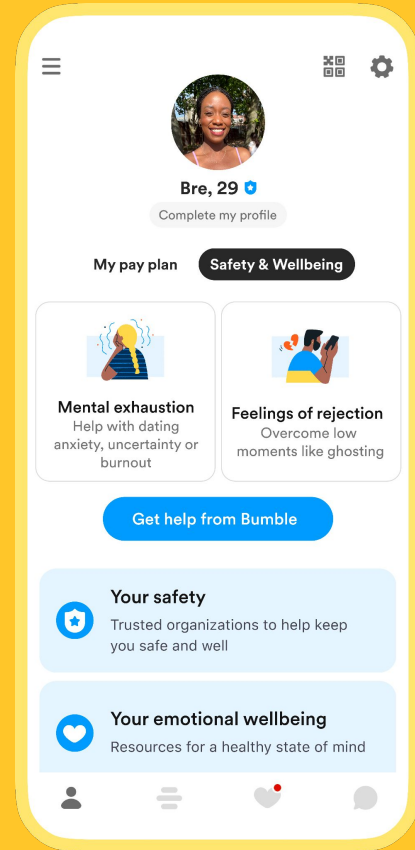 Bre, 29
Complete my profile
My pay plan
Safety & Wellbeing
Mental exhaustion
Help with dating
anxiety, uncertainty or
burnout
Feelings of rejection
Overcome low
moments like ghosting
Get help from Bumble
Your safety
Trusted organizations to help keep
you safe and well
Your emotional wellbeing
Resources for a healthy state of mind